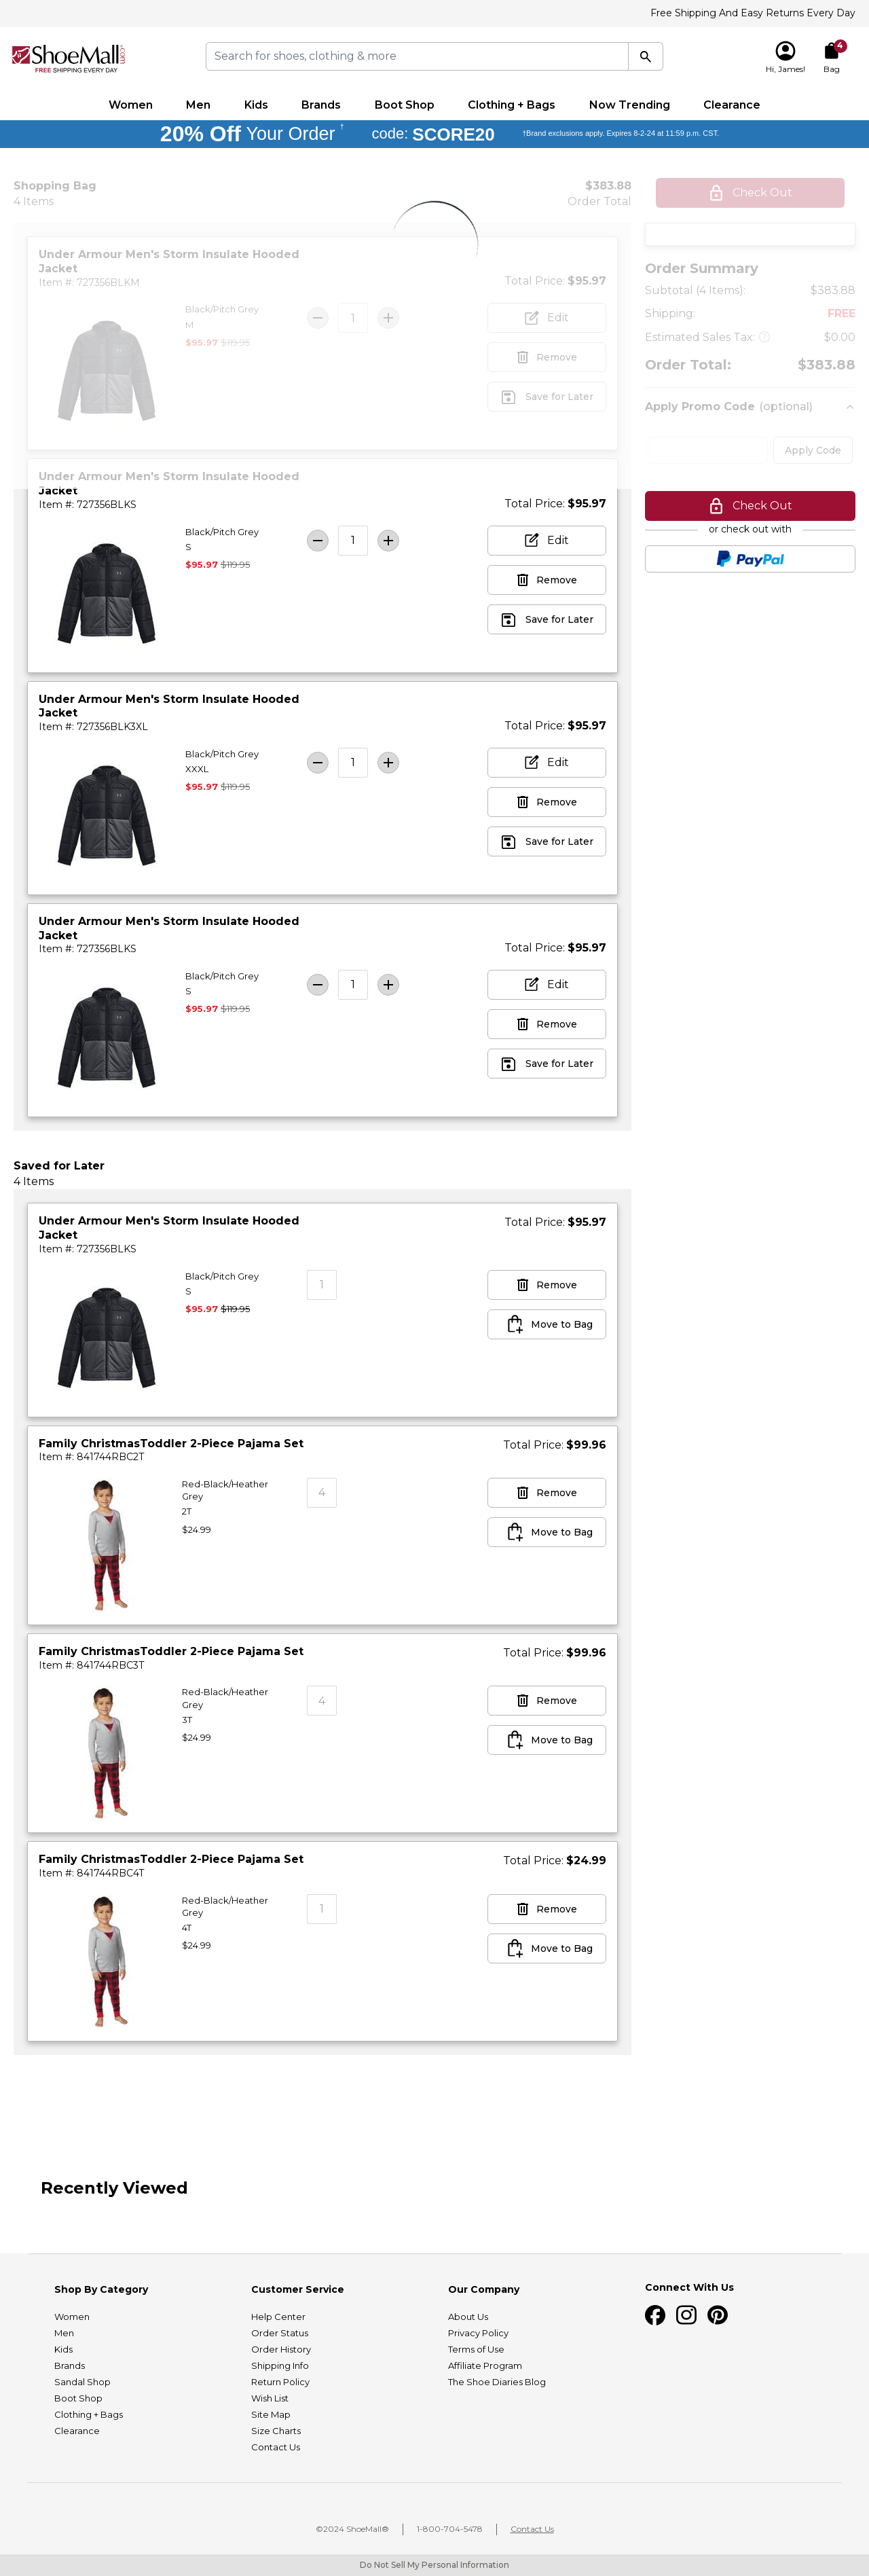 Free Shipping And Easy Returns Every Day
ShoeMall.com
FREE SHIPPING EVERY DAY
Search for shoes, clothing & more
Hi, James!
4
Bag
Women Men Kids Brands Boot Shop Clothing + Bags Now Trending Clearance
20% Off Your Order † code: SCORE20 †Brand exclusions apply. Expires 8-2-24 at 11:59 p.m. CST.
Shopping Bag
4 Items
$383.88
Order Total
Check Out
Under Armour Men's Storm Insulate Hooded
Jacket
Item #: 727356BLKM
Total Price: $95.97
Black/Pitch Grey
M
$95.97 $119.95
1
Edit
Remove
Save for Later
Under Armour Men's Storm Insulate Hooded
Jacket
Item #: 727356BLKS
Total Price: $95.97
Black/Pitch Grey
S
$95.97 $119.95
1
Edit
Remove
Save for Later
Under Armour Men's Storm Insulate Hooded
Jacket
Item #: 727356BLK3XL
Total Price: $95.97
Black/Pitch Grey
XXXL
$95.97 $119.95
1
Edit
Remove
Save for Later
Under Armour Men's Storm Insulate Hooded
Jacket
Item #: 727356BLKS
Total Price: $95.97
Black/Pitch Grey
S
$95.97 $119.95
1
Edit
Remove
Save for Later
Order Summary
Subtotal (4 Items): $383.88
Shipping: FREE
Estimated Sales Tax: ? $0.00
Order Total: $383.88
Apply Promo Code (optional)
Apply Code
Check Out
or check out with
PayPal
Saved for Later
4 Items
Under Armour Men's Storm Insulate Hooded
Jacket
Item #: 727356BLKS
Total Price: $95.97
Black/Pitch Grey
S
$95.97 $119.95
1
Remove
Move to Bag
Family ChristmasToddler 2-Piece Pajama Set
Item #: 841744RBC2T
Total Price: $99.96
Red-Black/Heather
Grey
2T
$24.99
4
Remove
Move to Bag
Family ChristmasToddler 2-Piece Pajama Set
Item #: 841744RBC3T
Total Price: $99.96
Red-Black/Heather
Grey
3T
$24.99
4
Remove
Move to Bag
Family ChristmasToddler 2-Piece Pajama Set
Item #: 841744RBC4T
Total Price: $24.99
Red-Black/Heather
Grey
4T
$24.99
1
Remove
Move to Bag
Recently Viewed
Shop By Category
Women
Men
Kids
Brands
Sandal Shop
Boot Shop
Clothing + Bags
Clearance
Customer Service
Help Center
Order Status
Order History
Shipping Info
Return Policy
Wish List
Site Map
Size Charts
Contact Us
Our Company
About Us
Privacy Policy
Terms of Use
Affiliate Program
The Shoe Diaries Blog
Connect With Us
©2024 ShoeMall® 1-800-704-5478 Contact Us
Do Not Sell My Personal Information